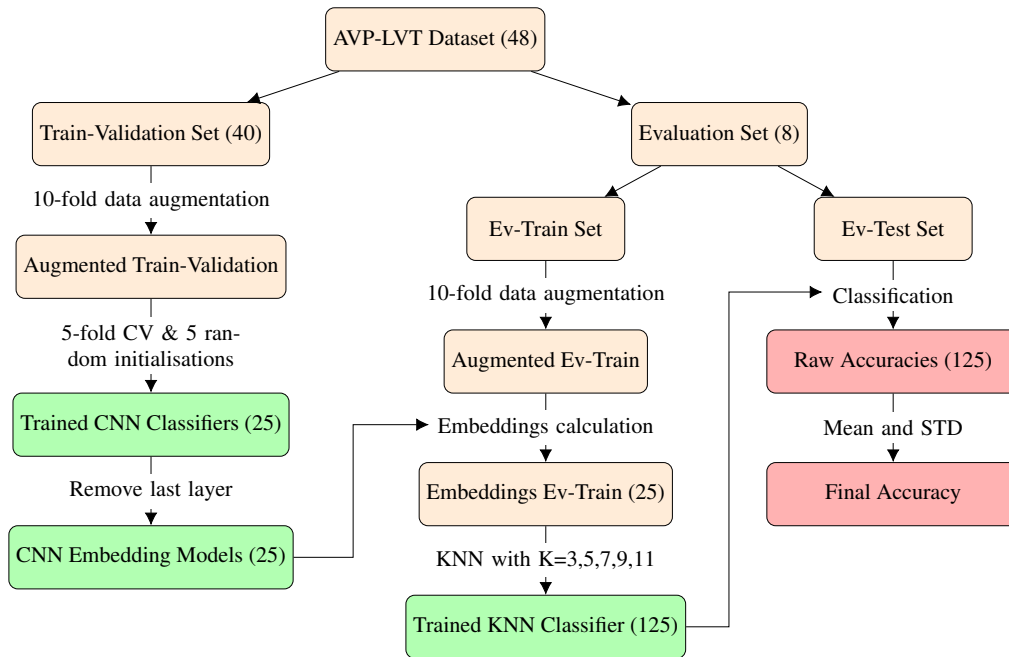 AVP-LVT Dataset (48)
Train-Validation Set (40)
Evaluation Set (8)
10-fold data augmentation
Ev-Train Set
Ev-Test Set
Augmented Train-Validation
10-fold data augmentation
Classification
5-fold CV & 5 ran-
dom initialisations
Augmented Ev-Train
Raw Accuracies (125)
Trained CNN Classifiers (25)
Embeddings calculation
Mean and STD
Remove last layer
Embeddings Ev-Train (25)
Final Accuracy
CNN Embedding Models (25)
KNN with K=3,5,7,9,11
Trained KNN Classifier (125)